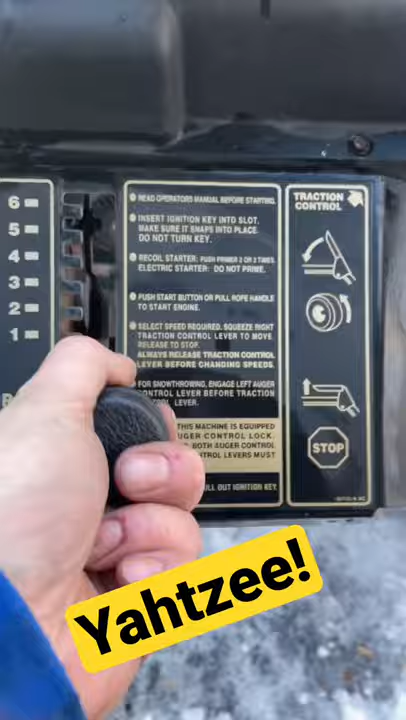 6
5
4
3
2
1
READ OPERATORS MANUAL BEFORE STARTING.
INSERT IGNITION KEY INTO SLOT.
MAKE SURE IT SNAPS INTO PLACE.
DO NOT TURN KEY.
RECOIL STARTER: PUSH PRIMER 2 OR 3 TIMES.
ELECTRIC STARTER: DO NOT PRIME.
PUSH START BUTTON OR PULL ROPE HANDLE
TO START ENGINE.
SELECT SPEED REQUIRED. SQUEEZE RIGHT
TRACTION CONTROL LEVER TO MOVE
RELEASE TO STOP.
ALWAYS RELEASE TRACTION CONTROL
LEVER BEFORE CHANGING SPEEDS.
FOR SNOWTHROWING, ENGAGE LEFT AUGER
CONTROL LEVER BEFORE TRACTION
LEVER.
THIS MACHINE IS EQUIPPED
AUGER CONTROL LOCK.
BOTH AUGER CONTROL
CONTROL LEVERS MUST
PULL OUT IGNITION KEY.
TRACTION
CONTROL
STOP
Yahtzee!